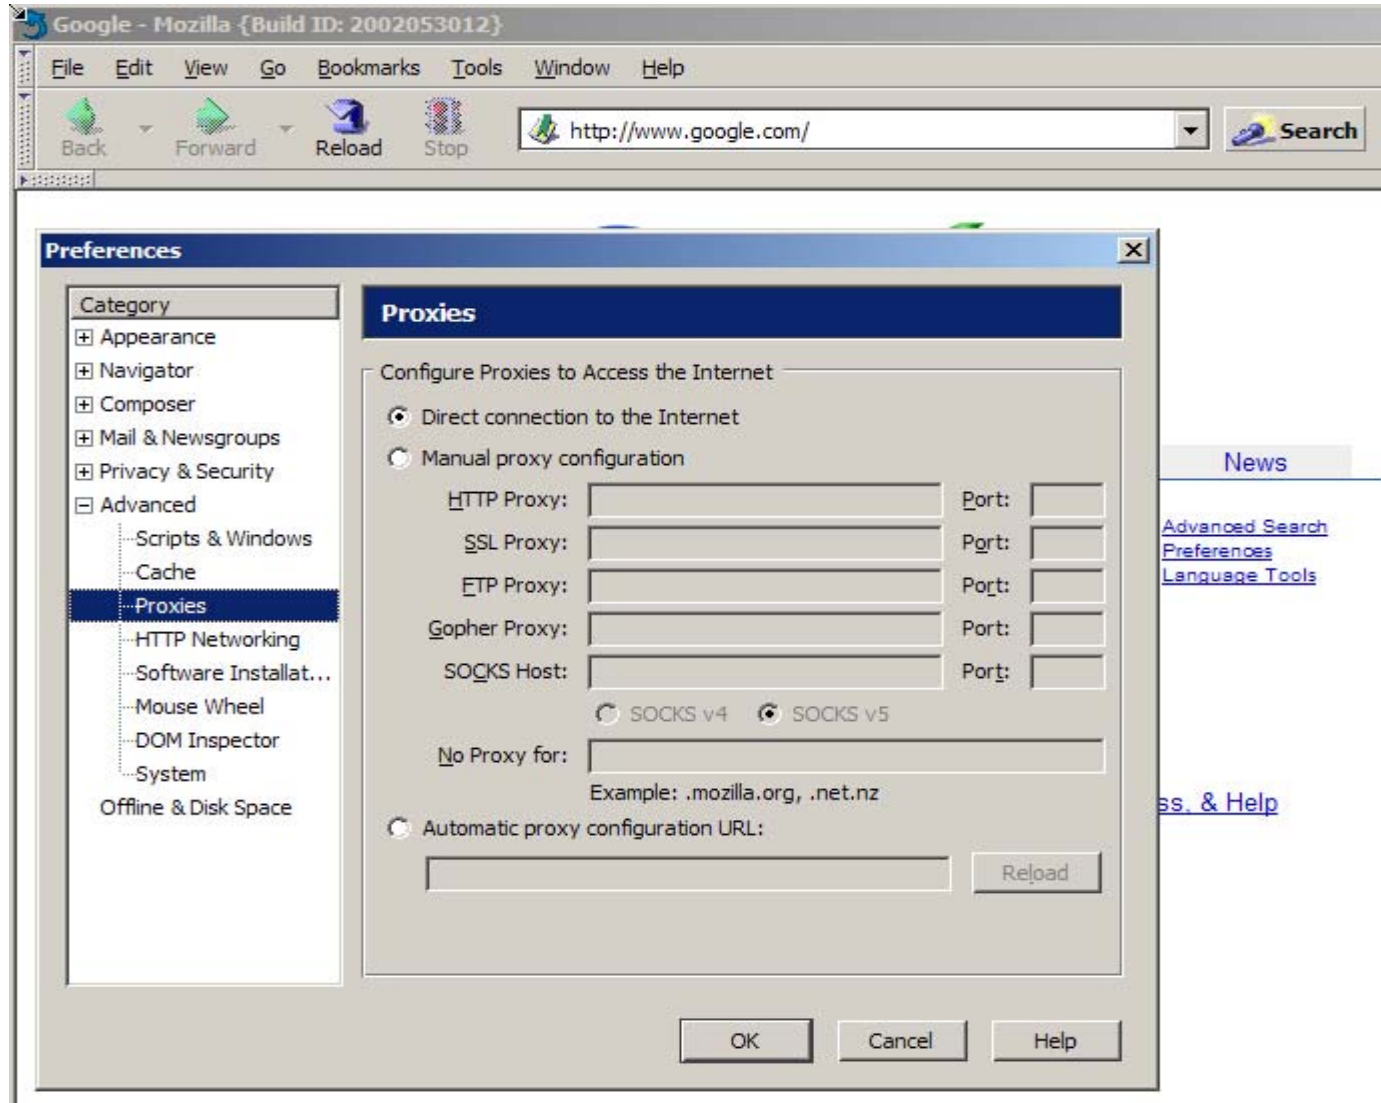 Google - Mozilla {Build ID: 2002053012}
File Edit View Go Bookmarks Tools Window Help
Back Forward Reload Stop http://www.google.com/ Search
Preferences
Category
Appearance
Navigator
Composer
Mail & Newsgroups
Privacy & Security
Advanced
Scripts & Windows
Cache
Proxies
HTTP Networking
Software Installat...
Mouse Wheel
DOM Inspector
System
Offline & Disk Space
Proxies
Configure Proxies to Access the Internet
Direct connection to the Internet
Manual proxy configuration
HTTP Proxy: Port:
SSL Proxy: Port:
FTP Proxy: Port:
Gopher Proxy: Port:
SOCKS Host: Port:
SOCKS v4 SOCKS v5
No Proxy for:
Example: .mozilla.org, .net.nz
Automatic proxy configuration URL:
Reload
OK Cancel Help
News
Advanced Search
Preferences
Language Tools
ss, & Help